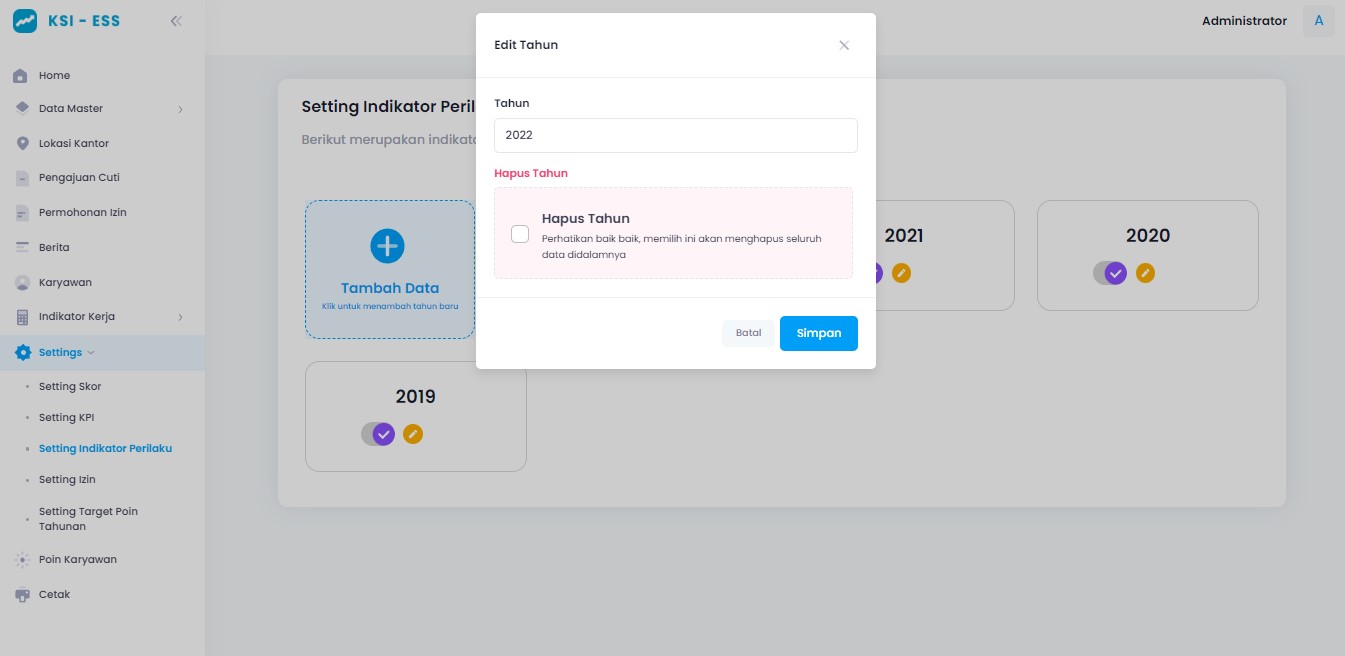 KSI - ESS
Administrator
A
Home
Data Master
Lokasi Kantor
Pengajuan Cuti
Permohonan Izin
Berita
Karyawan
Indikator Kerja
Settings
Setting Skor
Setting KPI
Setting Indikator Perilaku
Setting Izin
Setting Target Poin
Tahunan
Poin Karyawan
Cetak
Setting Indikator Peril
Berikut merupakan
Tambah Data
Klik untuk menambah tahun baru
2021
2020
2019
Edit Tahun
Tahun
2022
Hapus Tahun
Hapus Tahun
Perhatikan baik baik, memilih ini akan menghapus seluruh
data didalamnya
Batal
Simpan